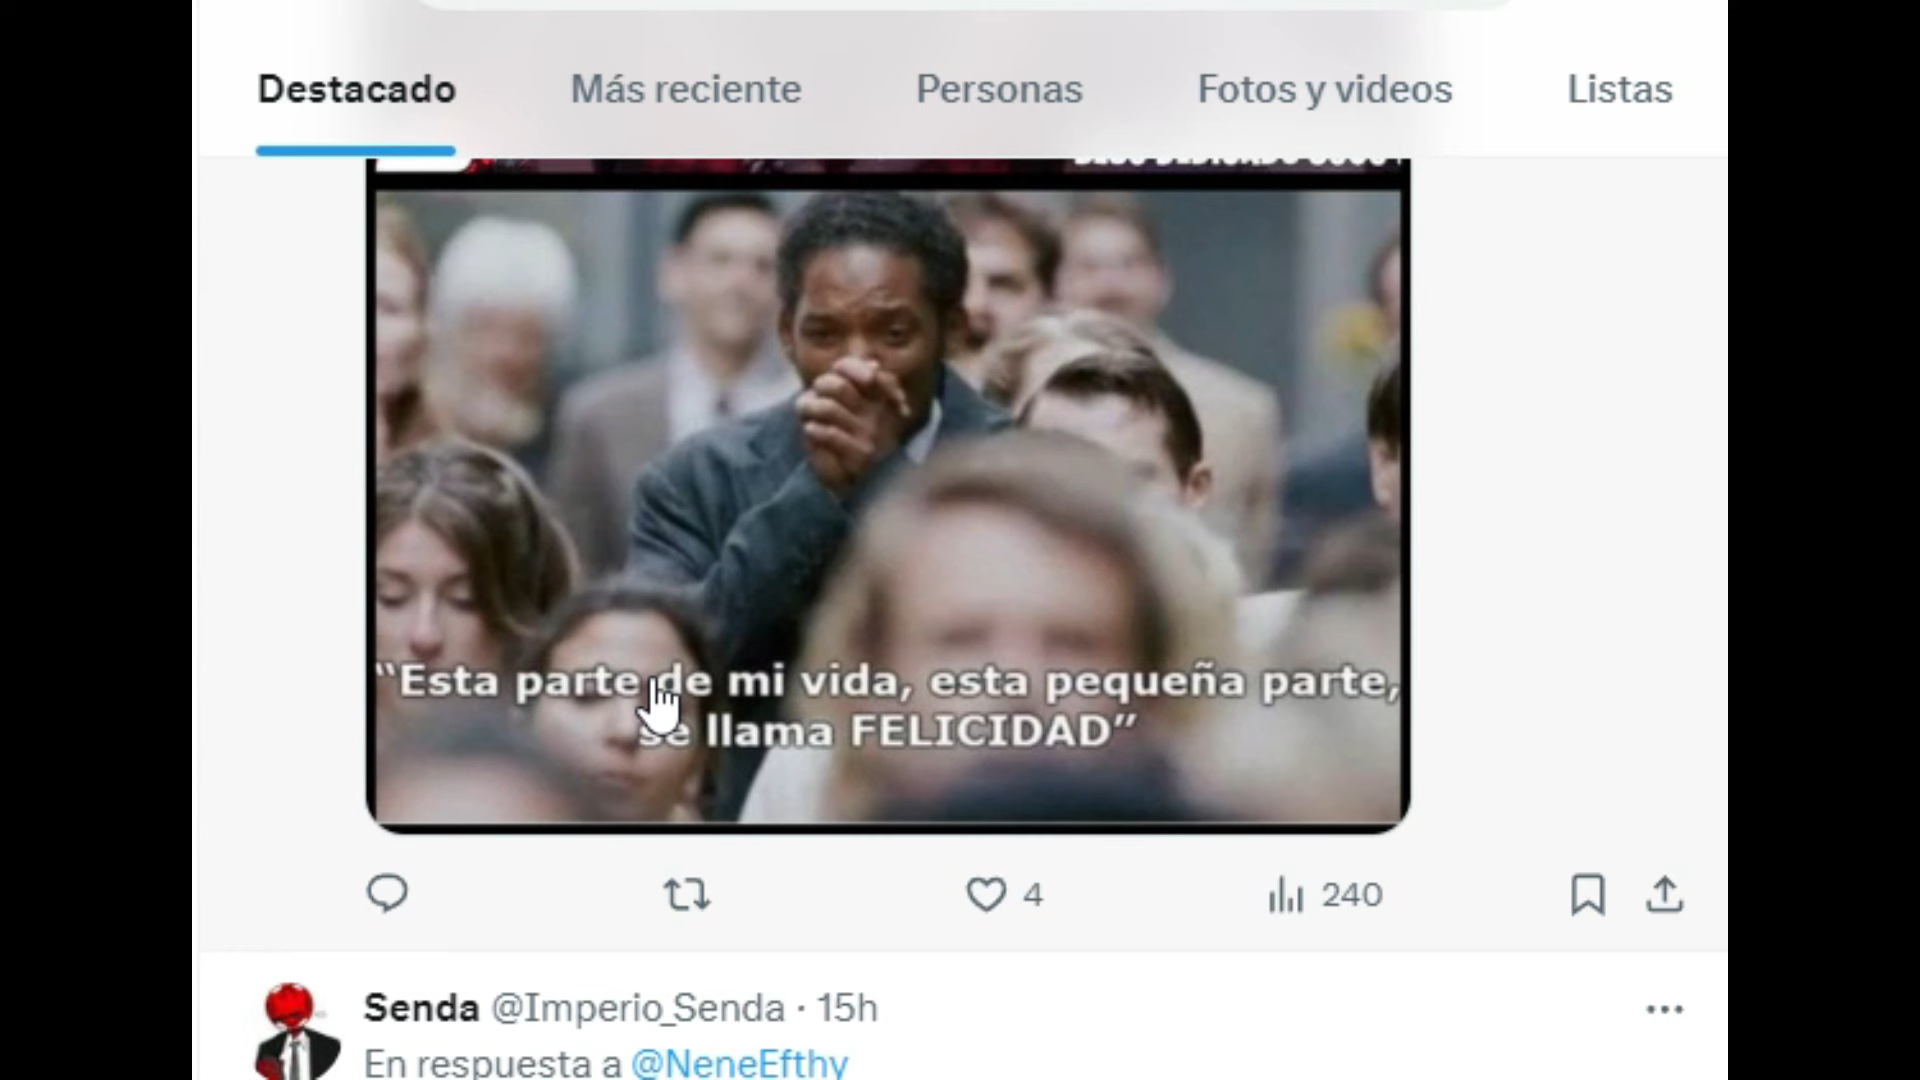 Destacado Más reciente Personas Fotos y videos Listas
“Esta parte de mi vida, esta pequeña parte,
se llama FELICIDAD”
4 240
Senda @Imperio_Senda · 15h
En respuesta a @NeneEfthy